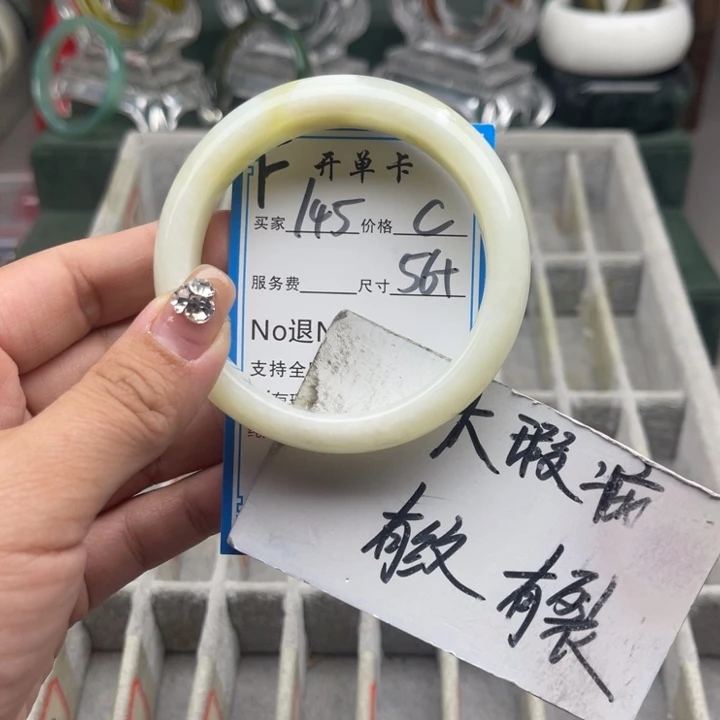 开单卡
买家 145 价格 C
服务费 尺寸 56+
No退
支持全
大瑕疵
有纹
有裂